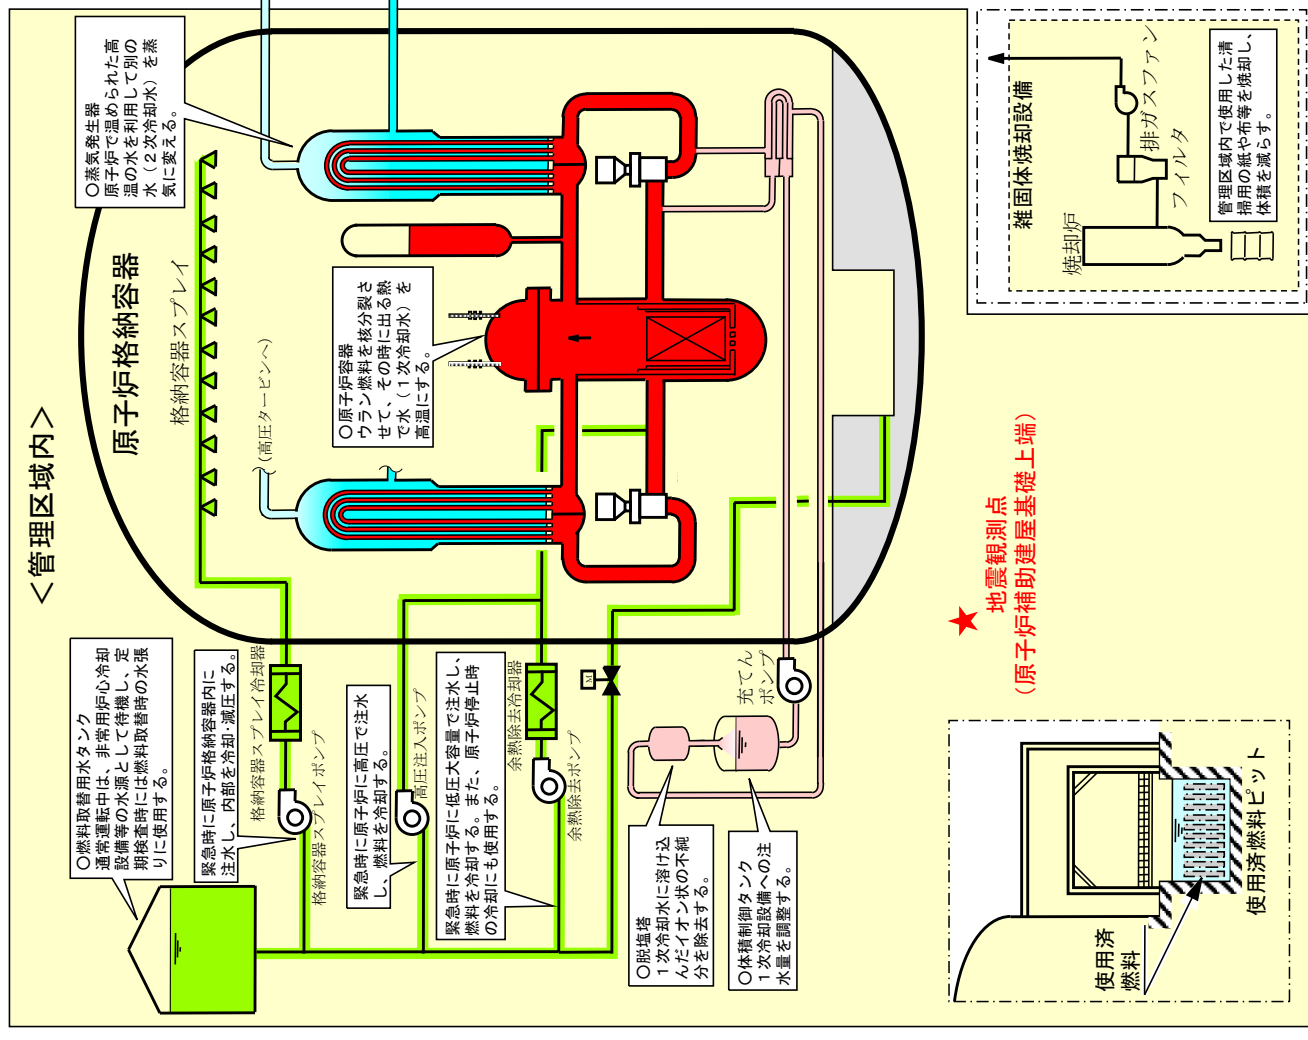 ＜管理区域内＞
原子炉格納容器
格納容器スプレイ
（高圧タービンへ）
○蒸気発生器
原子炉で温められた高
温の水を利用して別の
水（２次冷却水）を蒸
気に変える。
○原子炉容器
ウラン燃料を核分裂さ
せて、その時に出る熱
で水（１次冷却水）を
高温にする。
○燃料取替用水タンク
通常運転中は、非常用炉心冷却
設備等の水源として待機し、定
期検査時には燃料取替時の水張
りに使用する。
緊急時に原子炉格納容器内に
注水し、内部を冷却･減圧する。
格納容器スプレイ冷却器
格納容器スプレイポンプ
緊急時に原子炉に高圧で注水
し、燃料を冷却する。
高圧注入ポンプ
緊急時に原子炉に低圧大容量で注水し、
燃料を冷却する。また、原子炉停止時
の冷却にも使用する。
余熱除去冷却器
余熱除去ポンプ
M
充てん
ポンプ
○脱塩塔
１次冷却水に溶け込
んだイオン状の不純
分を除去する。
○体積制御タンク
１次冷却設備への注
水量を調整する。
★
地震観測点
（原子炉補助建屋基礎上端）
使用済
燃料
使用済燃料ピット
雑固体焼却設備
焼却炉
フィルタ
排ガスファン
管理区域内で使用した清
掃用の紙や布等を焼却し、
体積を減らす。